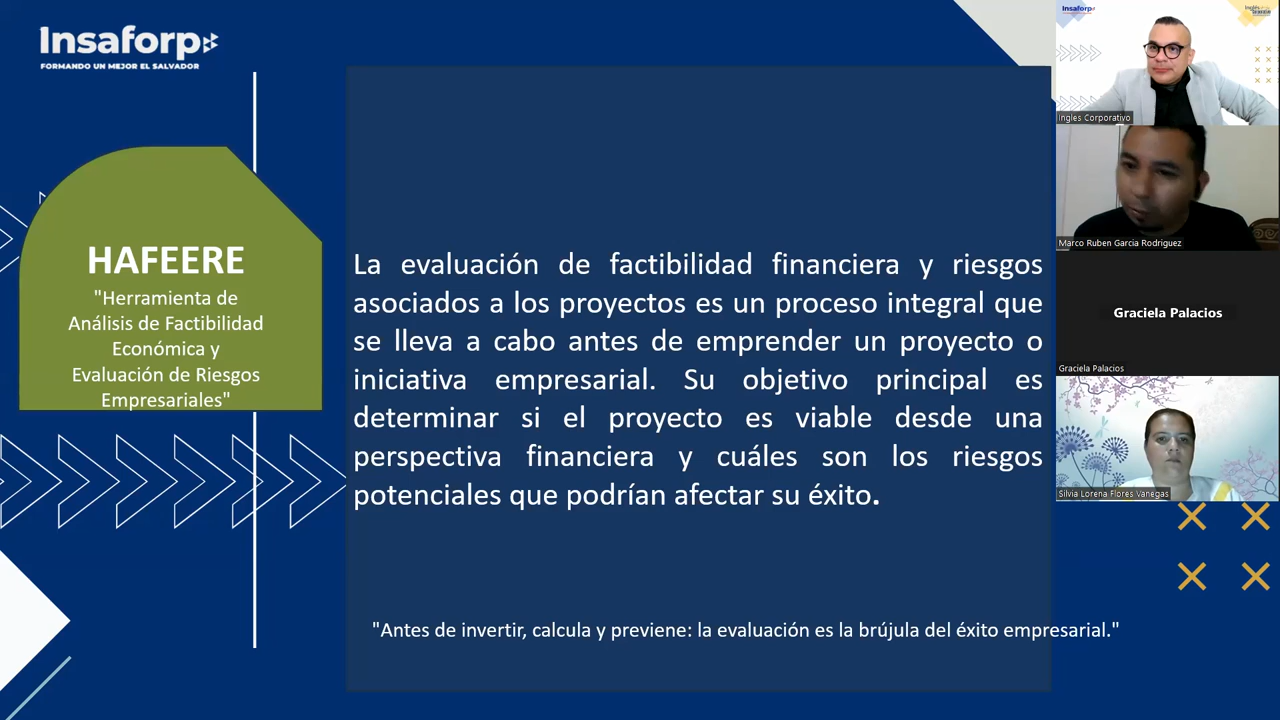 Insaforp
FORMANDO UN MEJOR EL SALVADOR
HAFEERE
"Herramienta de
Análisis de Factibilidad
Económica y
Evaluación de Riesgos
Empresariales"
La evaluación de factibilidad financiera y riesgos
asociados a los proyectos es un proceso integral que
se lleva a cabo antes de emprender un proyecto o
iniciativa empresarial. Su objetivo principal es
determinar si el proyecto es viable desde una
perspectiva financiera y cuáles son los riesgos
potenciales que podrían afectar su éxito.
"Antes de invertir, calcula y previene: la evaluación es la brújula del éxito empresarial."
Insaforp
Ingles Corporativo
Marco Ruben Garcia Rodriguez
Graciela Palacios
Graciela Palacios
Silvia Lorena Flores Vanegas